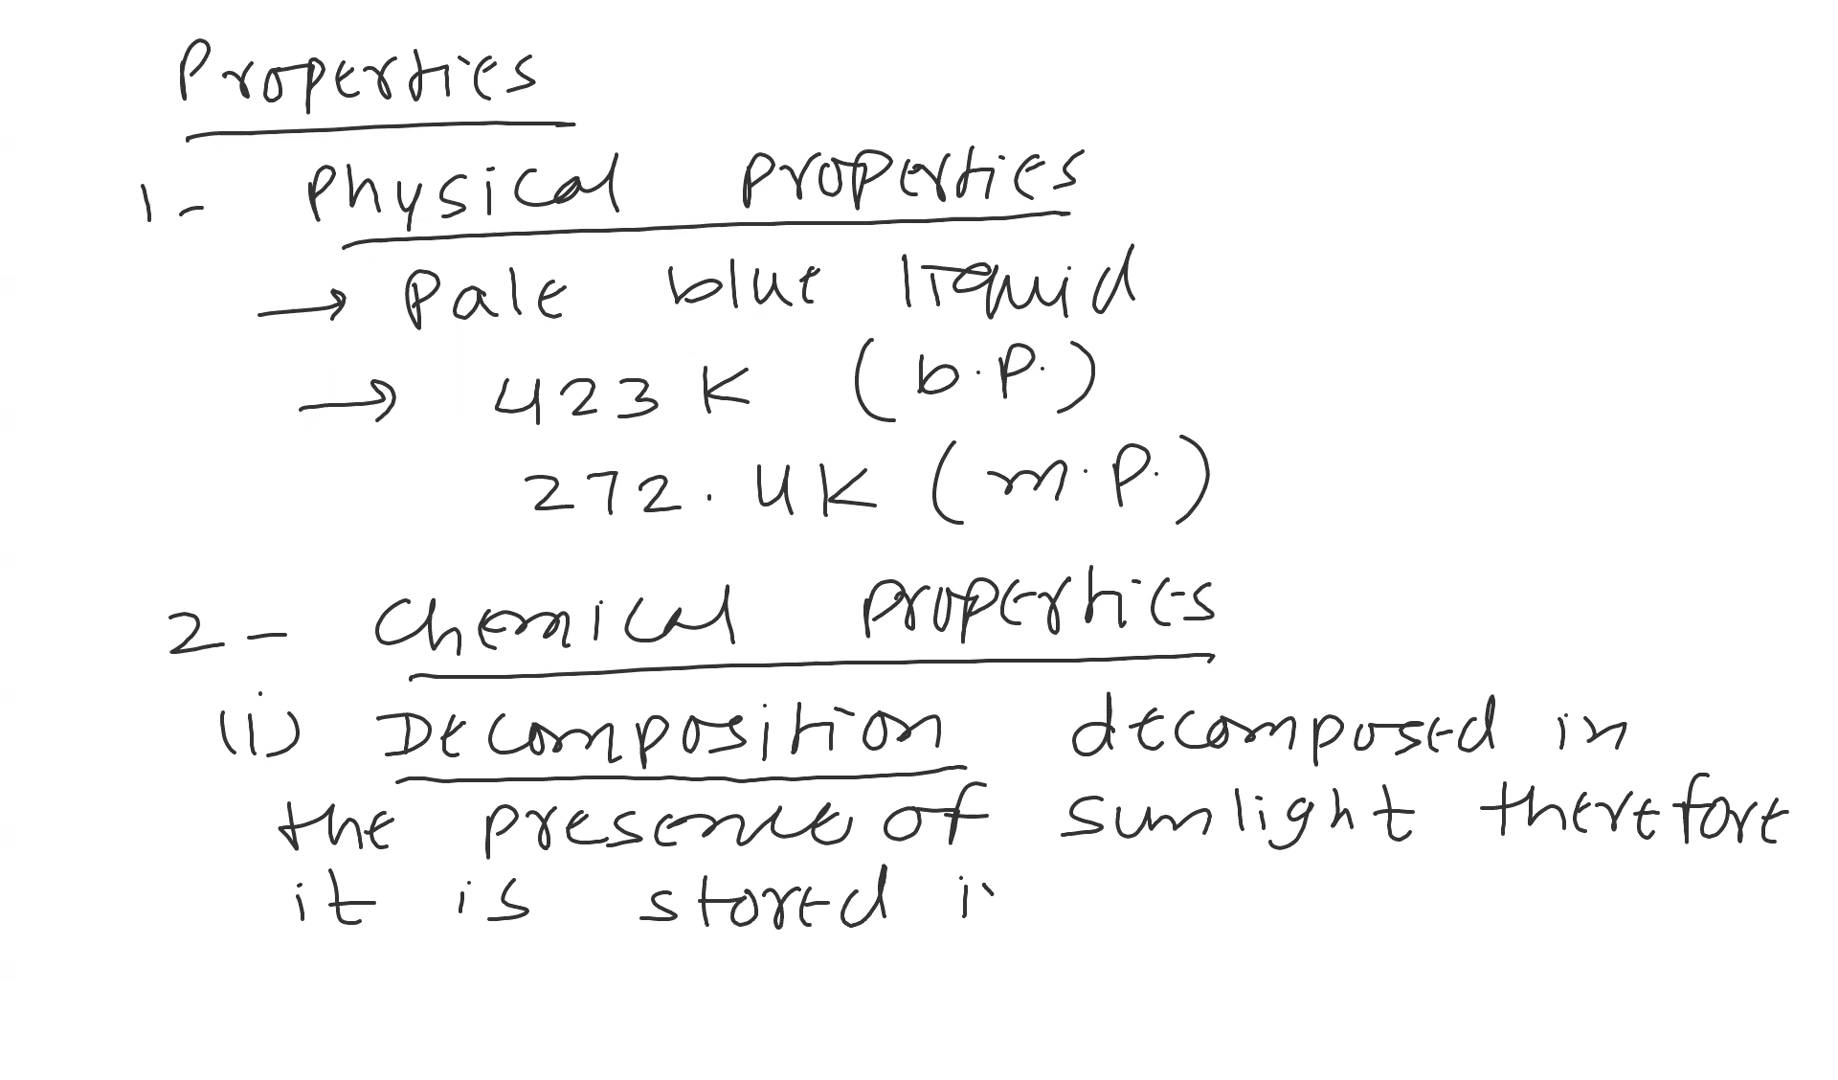 Properties
1- Physical properties
→ Pale blue liquid
→ 423 K (b.p.)
272.4K (m.p.)
2- Chemical properties
(i) Decomposition decomposed in
the presence of sunlight therefore
it is stored i